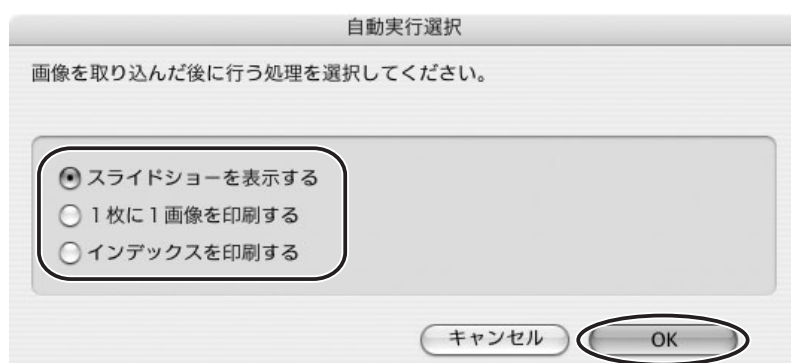 自動実行選択
画像を取り込んだ後に行う処理を選択してください。
スライドショーを表示する
1枚に1画像を印刷する
インデックスを印刷する
キャンセル OK